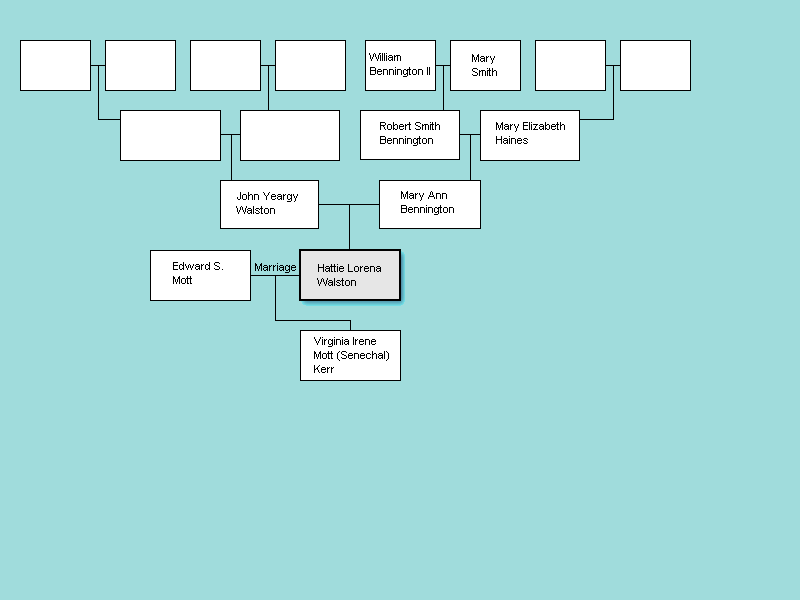 William
Bennington II
Mary
Smith
Robert Smith
Bennington
Mary Elizabeth
Haines
John Yeargy
Walston
Mary Ann
Bennington
Edward S.
Mott
Marriage
Hattie Lorena
Walston
Virginia Irene
Mott (Senechal)
Kerr